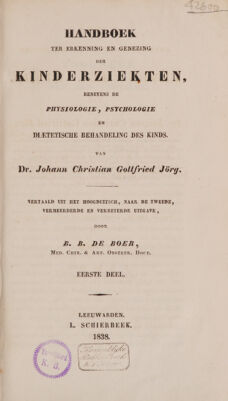 HANDBOEK
TER ERKENNING EN GENEZING
DER
KINDERZIEKTEN,
BENEVENS DE
PHYSIOLOGIE, PSYCHOLOGIE
EN
DIÆTETISCHE BEHANDELING DES KINDS.
VAN
Dr. Johann Christian Gottfried Jörg.
VERTAALD UIT HET HOOGDUITSCH, NAAR DE TWEEDE,
VERMEERDERDE EN VERBETERDE UITGAVE,
DOOR
B. B. DE BOER,
MED. CHIR. & ART. OBSTETR. DOCT.
EERSTE DEEL.
LEEUWARDEN.
L. SCHIERBEEK.
1838.
K. B.